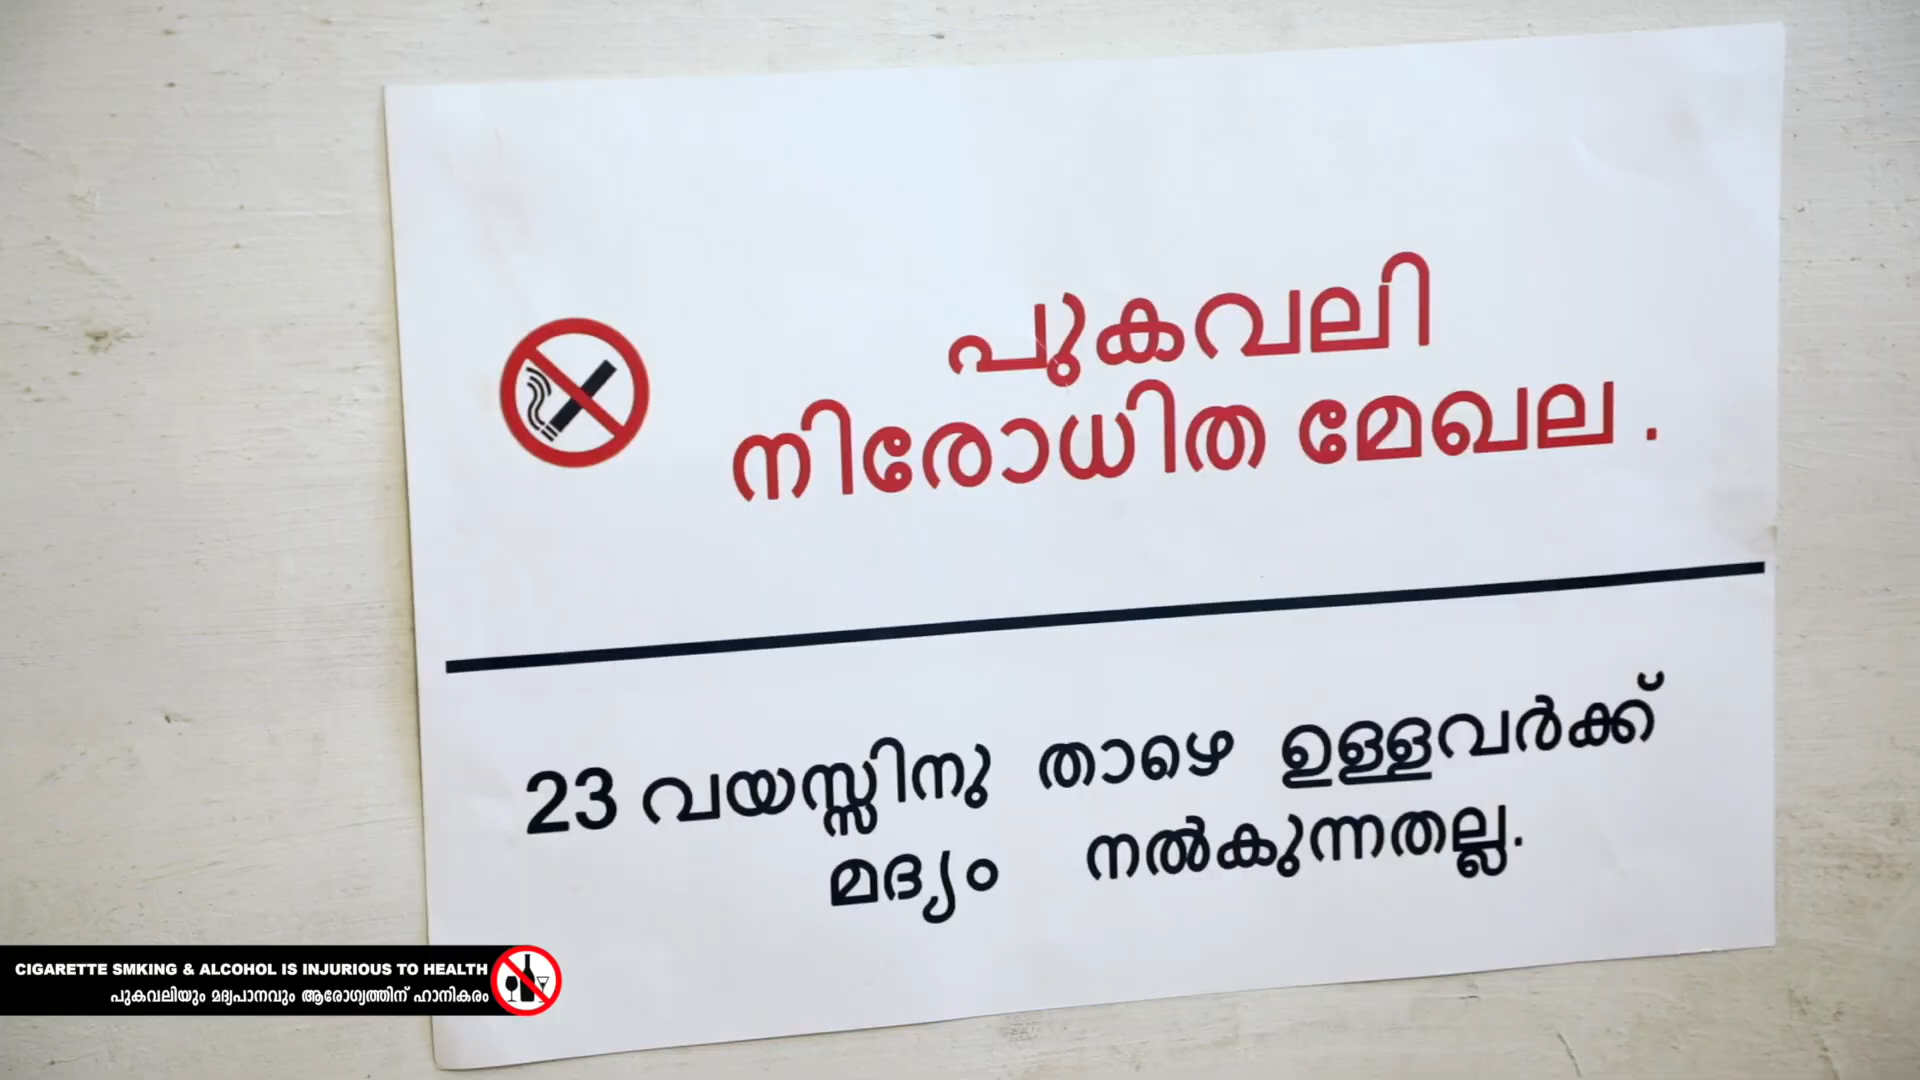 പുകവലി
നിരോധിത മേഖല .
23 വയസ്സിനു താഴെ ഉള്ളവർക്ക്
മദ്യം നൽകുന്നതല്ല.
CIGARETTE SMKING & ALCOHOL IS INJURIOUS TO HEALTH
പുകവലിയും മദ്യപാനവും ആരോഗ്യത്തിന് ഹാനികരം